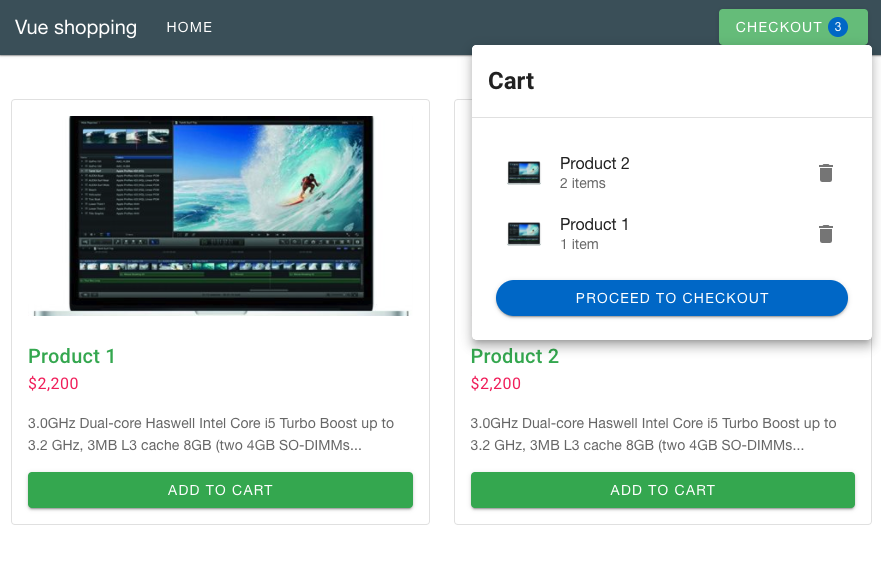 Vue shopping
HOME
CHECKOUT 3
Cart
Product 2
2 items
Product 1
1 item
PROCEED TO CHECKOUT
Product 1
$2,200
3.0GHz Dual-core Haswell Intel Core i5 Turbo Boost up to
3.2 GHz, 3MB L3 cache 8GB (two 4GB SO-DIMMs...
ADD TO CART
Product 2
$2,200
3.0GHz Dual-core Haswell Intel Core i5 Turbo Boost up to
3.2 GHz, 3MB L3 cache 8GB (two 4GB SO-DIMMs...
ADD TO CART